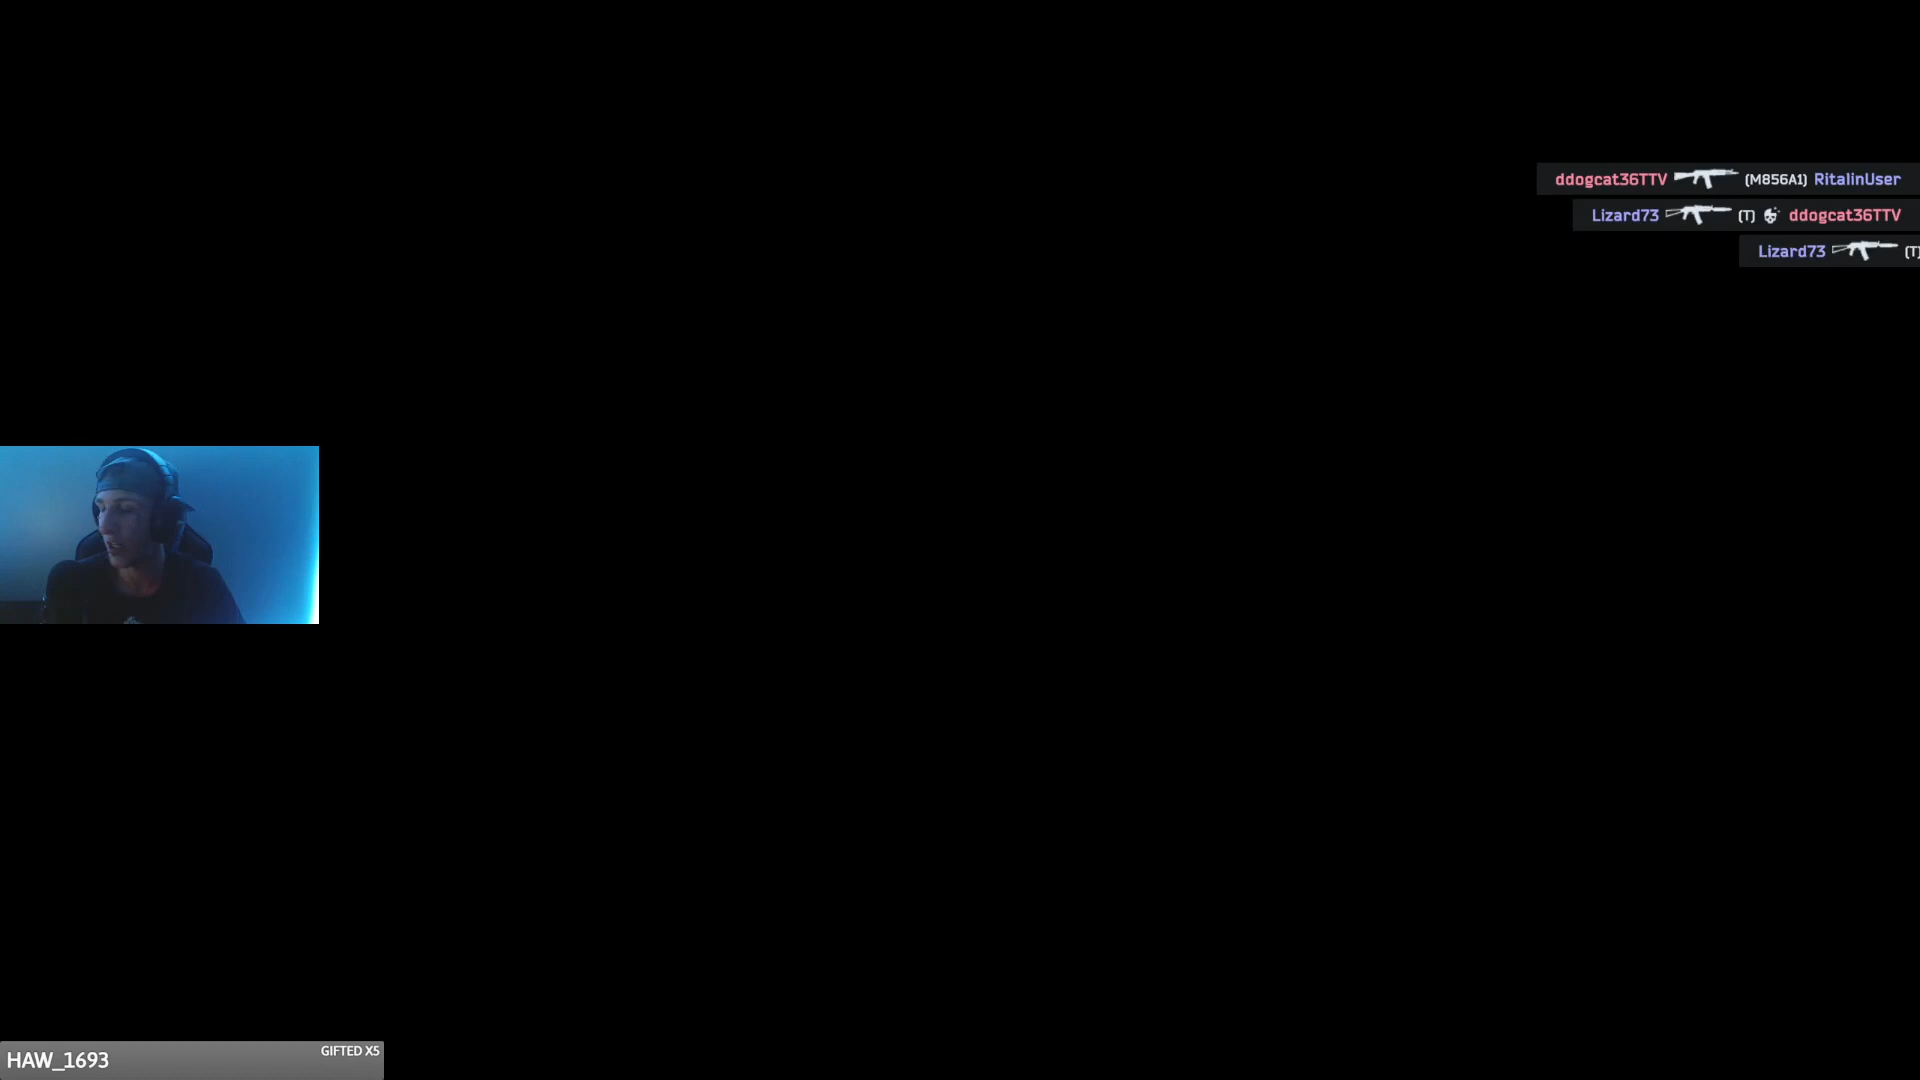 ddogcat36TTV (M856A1) RitalinUser
Lizard73 (T) ddogcat36TTV
Lizard73 (T)
GIFTED X5
HAW_1693